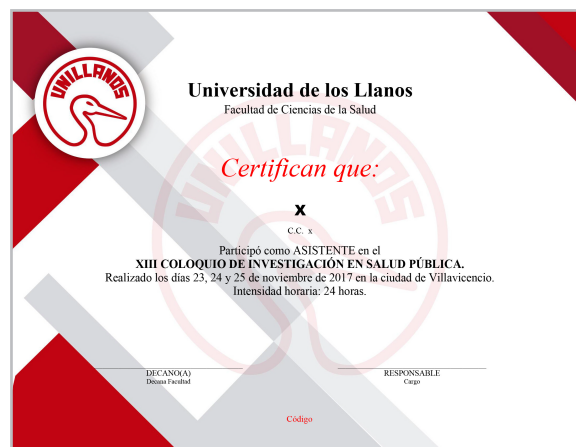 UNILLANOS
Universidad de los Llanos
Facultad de Ciencias de la Salud
UNILLANOS
Certifican que:
x
C.C. x
Participó como ASISTENTE en el
XIII COLOQUIO DE INVESTIGACIÓN EN SALUD PÚBLICA.
Realizado los días 23, 24 y 25 de noviembre de 2017 en la ciudad de Villavicencio.
Intensidad horaria: 24 horas.
DECANO(A)
Decana Facultad
RESPONSABLE
Cargo
Código